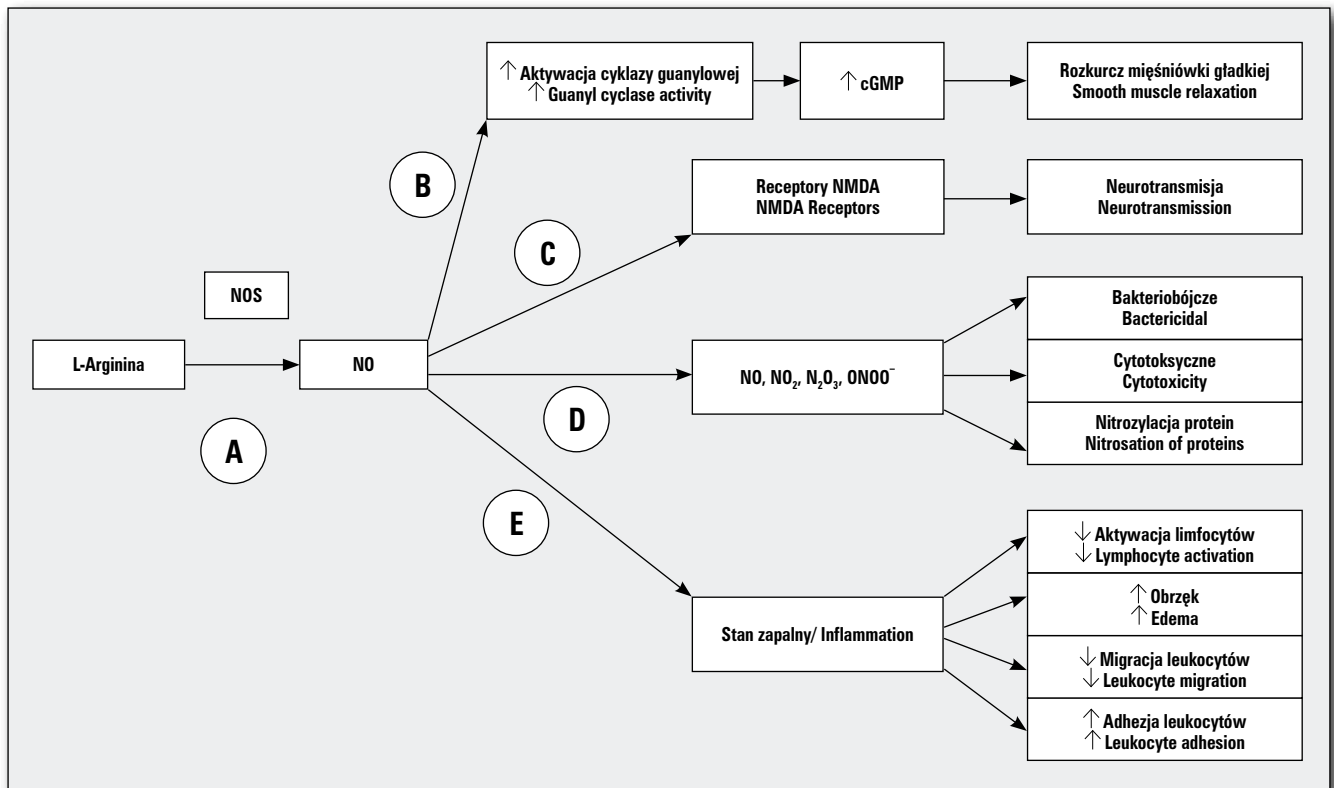 ↑ Aktywacja cyklazy guanylowej
↑ Guanyl cyclase activity
↑ cGMP
Rozkurcz mięśniówki gładkiej
Smooth muscle relaxation
B
Receptory NMDA
NMDA Receptors
Neurotransmisja
Neurotransmission
C
NOS
L-Arginina
NO
A
D
NO, NO₂, N₂O₃, ONOO⁻
Bakteriobójcze
Bactericidal
Cytotoksyczne
Cytotoxicity
Nitrozylacja protein
Nitrosation of proteins
E
Stan zapalny/ Inflammation
↓ Aktywacja limfocytów
↓ Lymphocyte activation
↑ Obrzęk
↑ Edema
↓ Migracja leukocytów
↓ Leukocyte migration
↑ Adhezja leukocytów
↑ Leukocyte adhesion